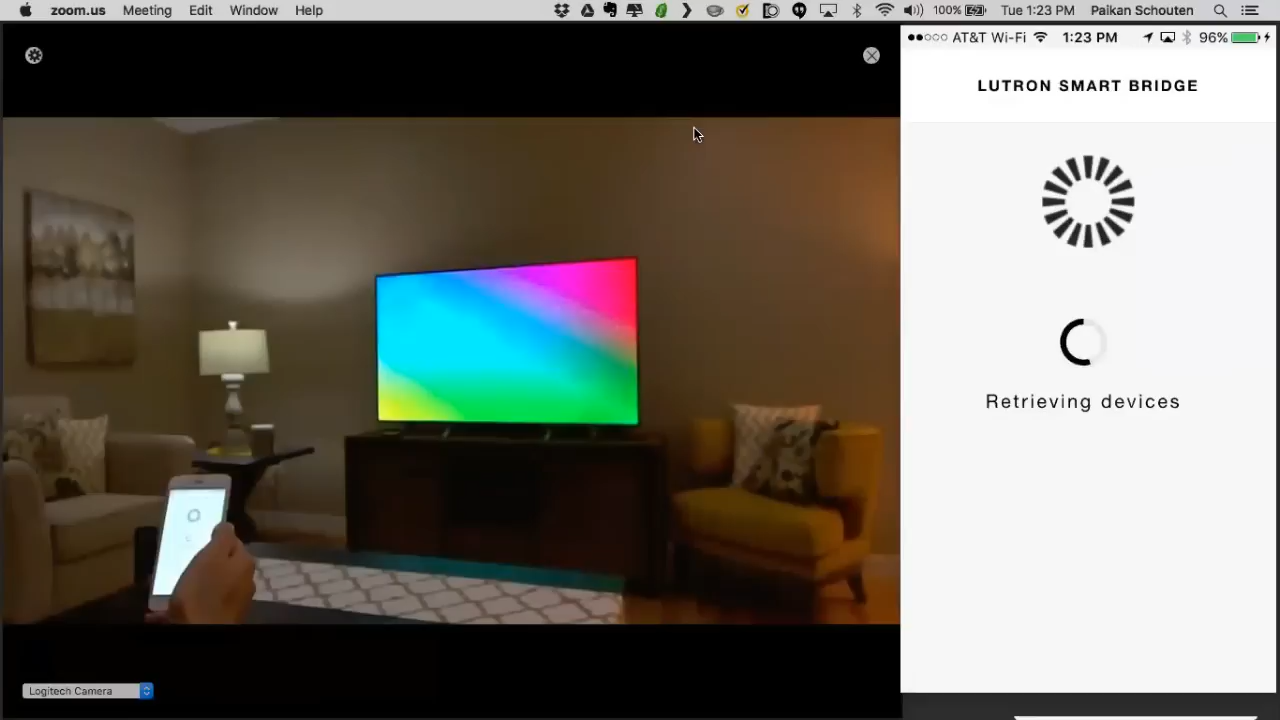 zoom.us Meeting Edit Window Help 100% Tue 1:23 PM Paikan Schouten
AT&T Wi-Fi 1:23 PM 96%
LUTRON SMART BRIDGE
Retrieving devices
Logitech Camera